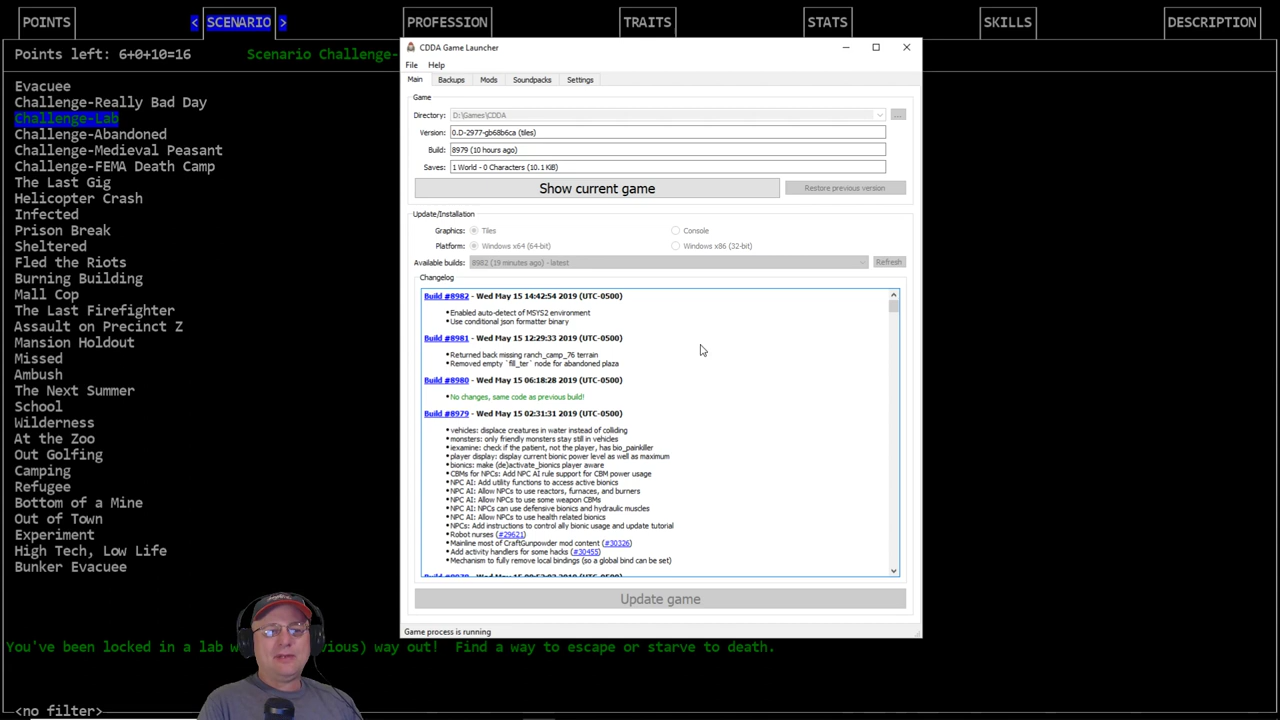 POINTS
< SCENARIO >
PROFESSION
TRAITS
STATS
SKILLS
DESCRIPTION
Points left: 6+0+10=16
Scenario Challenge-
Evacuee
Challenge-Really Bad Day
Challenge-Lab
Challenge-Abandoned
Challenge-Medieval Peasant
Challenge-FEMA Death Camp
The Last Gig
Helicopter Crash
Infected
Prison Break
Sheltered
Fled the Riots
Burning Building
Mall Cop
The Last Firefighter
Assault on Precinct Z
Mansion Holdout
Missed
Ambush
The Next Summer
School
Wilderness
At the Zoo
Out Golfing
Camping
Refugee
Bottom of a Mine
Out of Town
Experiment
High Tech, Low Life
Bunker Evacuee
CDDA Game Launcher
File Help
Main Backups Mods Soundpacks Settings
Game
Directory: D:\Games\CDDA ...
Version: 0.D-2977-gb68b6ca (tiles)
Build: 8979 (10 hours ago)
Saves: 1 World - 0 Characters (10.1 KiB)
Show current game
Restore previous version
Update/Installation
Graphics: Tiles Console
Platform: Windows x64 (64-bit) Windows x86 (32-bit)
Available builds: 8982 (19 minutes ago) - latest Refresh
Changelog
Build #8982 - Wed May 15 14:42:54 2019 (UTC-0500)
•Enabled auto-detect of MSYS2 environment
•Use conditional json formatter binary
Build #8981 - Wed May 15 12:29:33 2019 (UTC-0500)
•Returned back missing ranch_camp_76 terrain
•Removed empty `fill_ter` node for abandoned plaza
Build #8980 - Wed May 15 06:18:28 2019 (UTC-0500)
•No changes, same code as previous build!
Build #8979 - Wed May 15 02:31:31 2019 (UTC-0500)
•vehicles: displace creatures in water instead of colliding
•monsters: only friendly monsters stay still in vehicles
•iexamine: check if the patient, not the player, has bio_painkiller
•player display: display current bionic power level as well as maximum
•bionics: make (de)activate_bionics player aware
•CBMs for NPCs: Add NPC AI rule support for CBM power usage
•NPC AI: Add utility functions to access active bionics
•NPC AI: Allow NPCs to use reactors, furnaces, and burners
•NPC AI: Allow NPCs to use some weapon CBMs
•NPC AI: NPCs can use defensive bionics and hydraulic muscles
•NPC AI: Allow NPCs to use health related bionics
•NPCs: Add instructions to control ally bionic usage and update tutorial
•Robot nurses (#29621)
•Mainline most of CraftGunpowder mod content (#30326)
•Add activity handlers for some hacks (#30455)
•Mechanism to fully remove local bindings (so a global bind can be set)
Update game
Game process is running
You've been locked in a lab way out! Find a way to escape or starve to death.
<no filter>